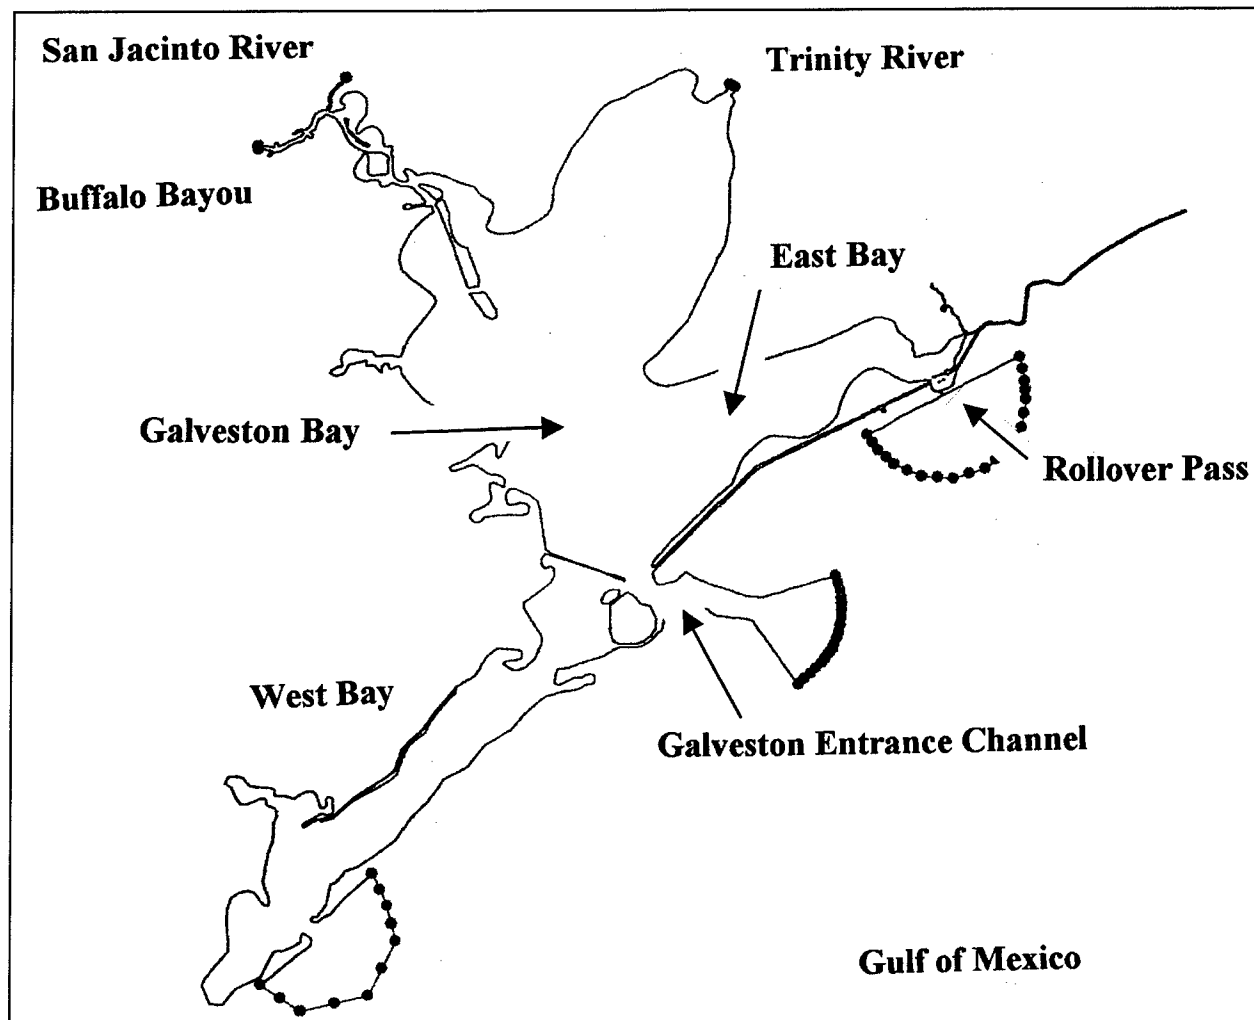 San Jacinto River
Trinity River
Buffalo Bayou
East Bay
Galveston Bay
Rollover Pass
West Bay
Galveston Entrance Channel
Gulf of Mexico